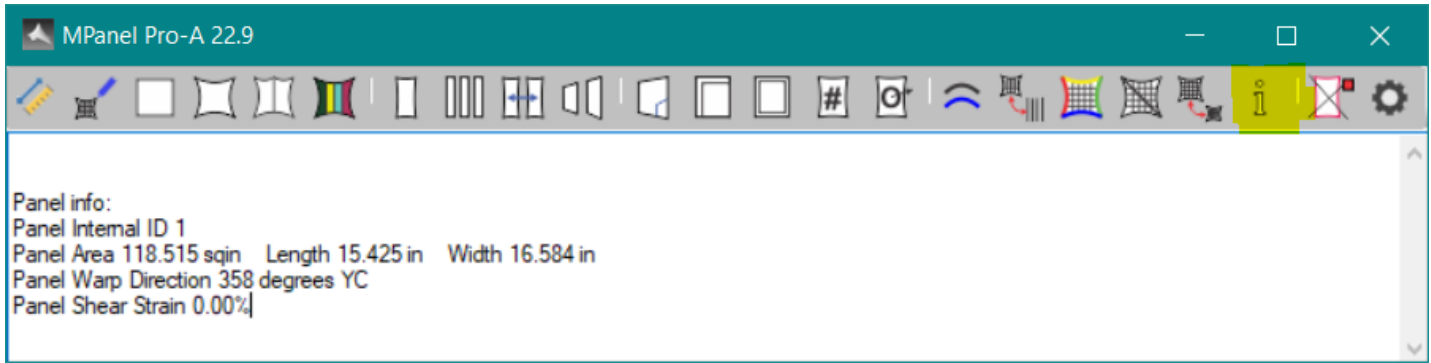 MPanel Pro-A 22.9
#
i
Panel info:
Panel Internal ID 1
Panel Area 118.515 sqin    Length 15.425 in    Width 16.584 in
Panel Warp Direction 358 degrees YC
Panel Shear Strain 0.00%